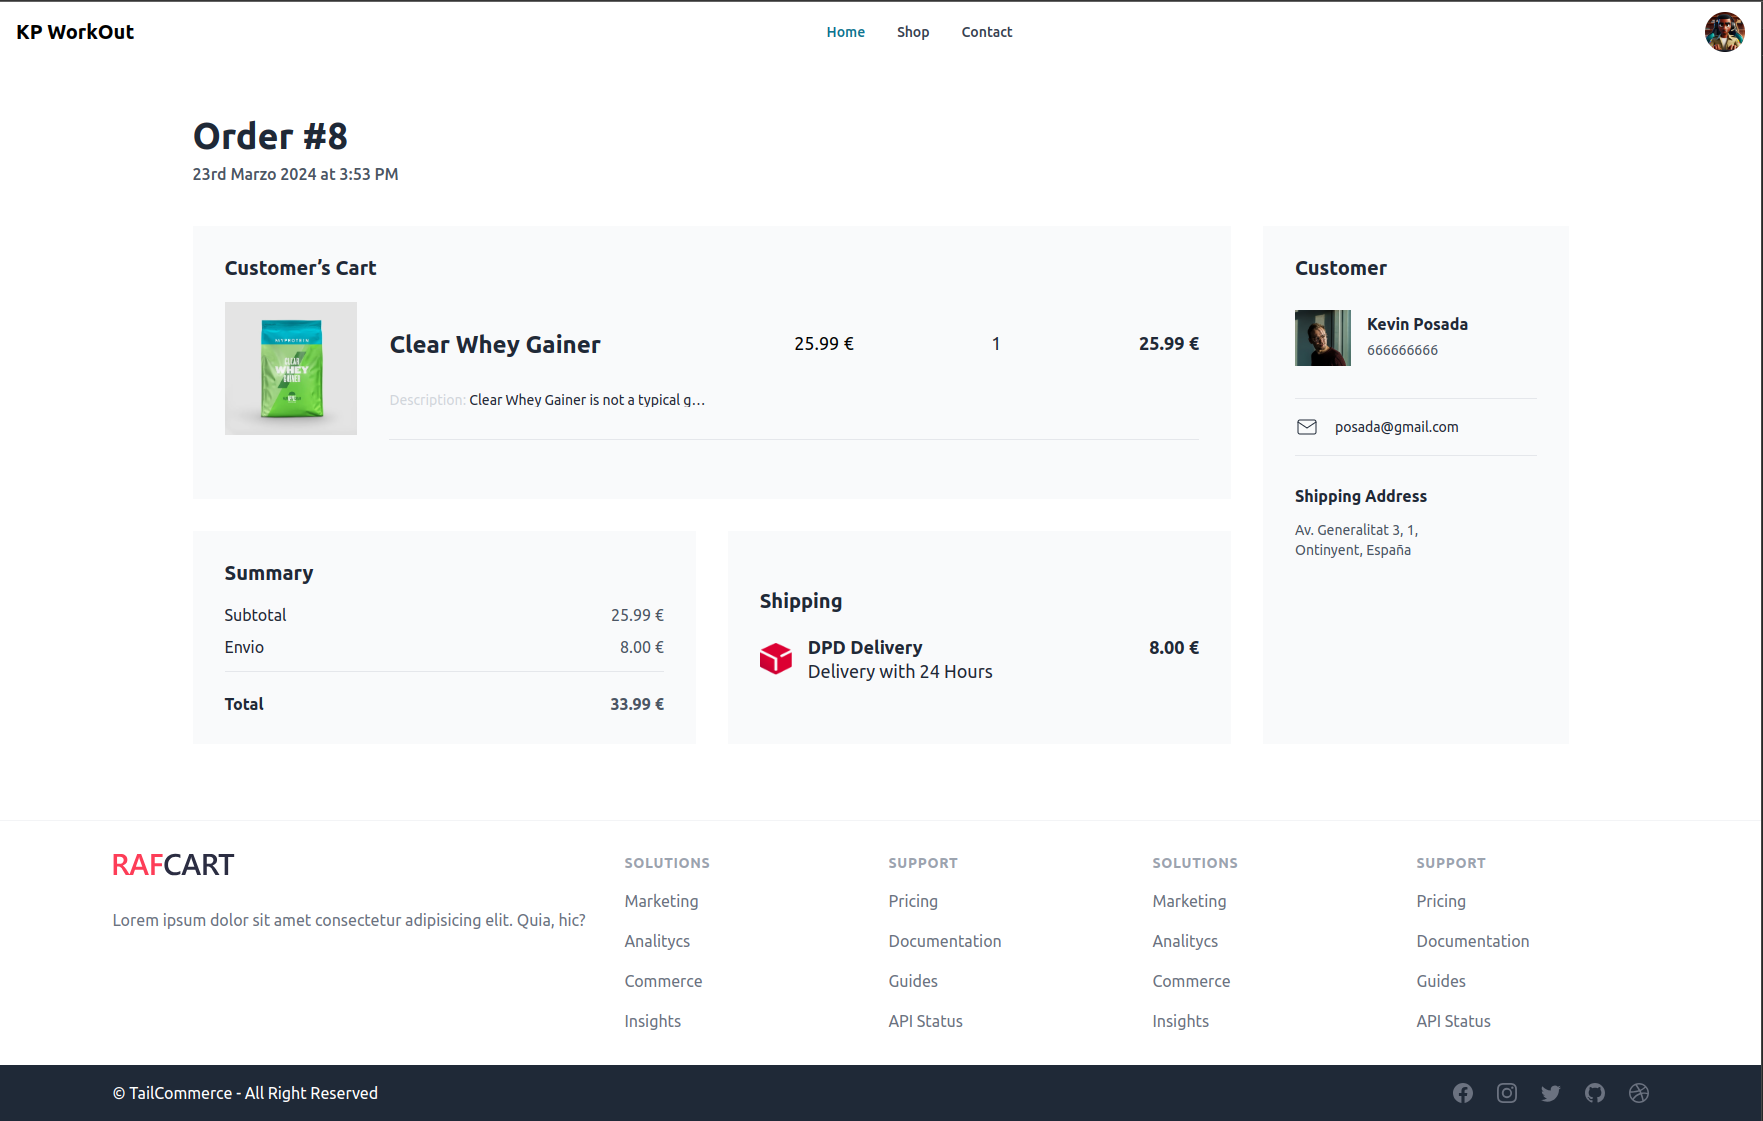 KP WorkOut
Home Shop Contact
Order #8
23rd Marzo 2024 at 3:53 PM
Customer’s Cart
MYPROTEIN
CLEAR
WHEY
GAINER
Clear Whey Gainer 25.99 € 1 25.99 €
Description: Clear Whey Gainer is not a typical g...
Customer
Kevin Posada
666666666
posada@gmail.com
Shipping Address
Av. Generalitat 3, 1,
Ontinyent, España
Summary
Subtotal 25.99 €
Envio 8.00 €
Total 33.99 €
Shipping
DPD Delivery 8.00 €
Delivery with 24 Hours
RAFCART
Lorem ipsum dolor sit amet consectetur adipisicing elit. Quia, hic?
SOLUTIONS
Marketing
Analitycs
Commerce
Insights
SUPPORT
Pricing
Documentation
Guides
API Status
SOLUTIONS
Marketing
Analitycs
Commerce
Insights
SUPPORT
Pricing
Documentation
Guides
API Status
© TailCommerce - All Right Reserved